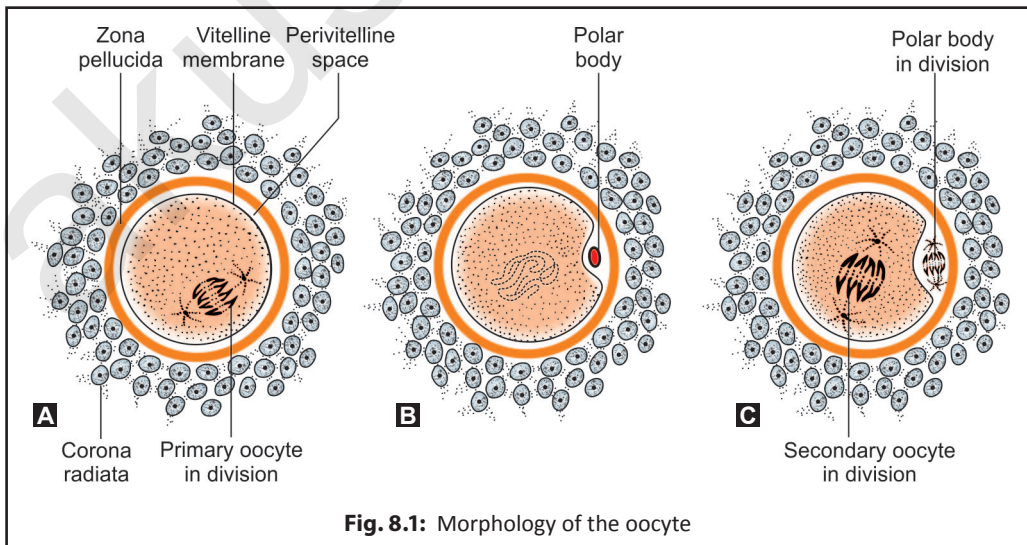 Zona
pellucida
Vitelline
membrane
Perivitelline
space
Polar
body
Polar body
in division
A
B
C
Corona
radiata
Primary oocyte
in division
Secondary oocyte
in division
Fig. 8.1: Morphology of the oocyte